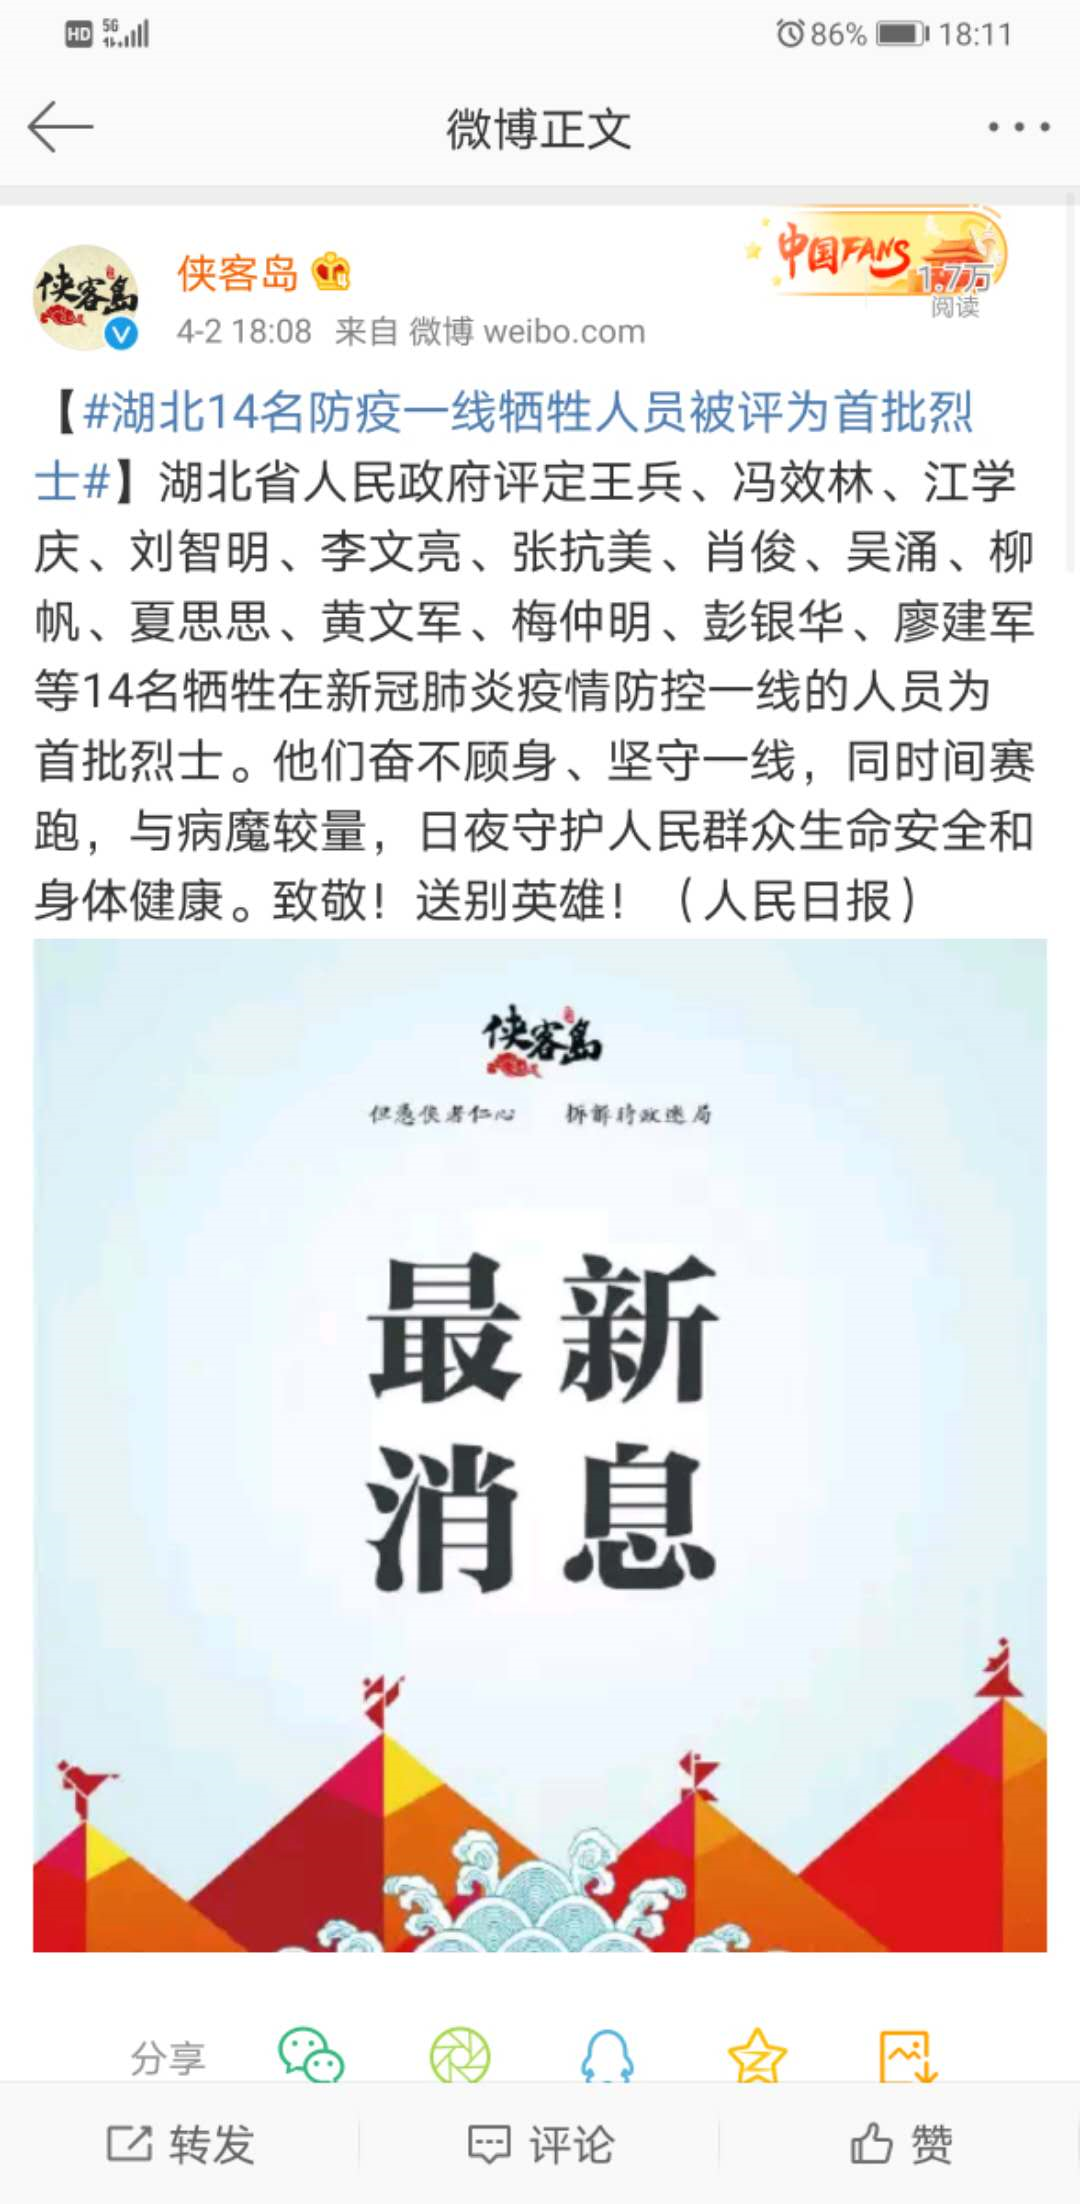 HD 5G 86% 18:11
微博正文
侠客岛
中国FANS
1.7万
阅读
4-2 18:08 来自 微博 weibo.com
【#湖北14名防疫一线牺牲人员被评为首批烈
士#】湖北省人民政府评定王兵、冯效林、江学
庆、刘智明、李文亮、张抗美、肖俊、吴涌、柳
帆、夏思思、黄文军、梅仲明、彭银华、廖建军
等14名牺牲在新冠肺炎疫情防控一线的人员为
首批烈士。他们奋不顾身、坚守一线，同时间赛
跑，与病魔较量，日夜守护人民群众生命安全和
身体健康。致敬！送别英雄！（人民日报）
侠客岛
但凭侠者仁心 拆解时政迷局
最新
消息
分享
转发 评论 赞